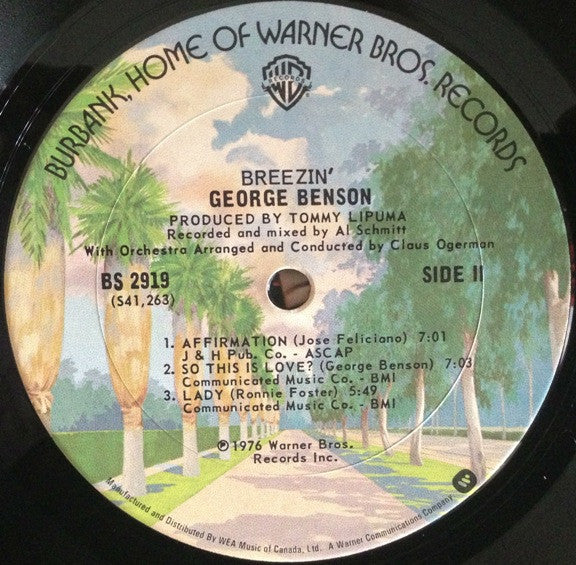 BURBANK, HOME OF WARNER BROS. RECORDS
WB
RECORDS
BREEZIN'
GEORGE BENSON
PRODUCED BY TOMMY LIPUMA
Recorded and mixed by Al Schmitt
With Orchestra Arranged and Conducted by Claus Ogerman
BS 2919
(S41,263)
SIDE II
1. AFFIRMATION (Jose Feliciano) 7:01
J & H Pub. Co. - ASCAP
2. SO THIS IS LOVE? (George Benson) 7:03
Communicated Music Co. - BMI
3. LADY (Ronnie Foster) 5:49
Communicated Music Co. - BMI
℗1976 Warner Bros.
Records Inc.
Manufactured and Distributed By WEA Music of Canada, Ltd. A Warner Communications Company